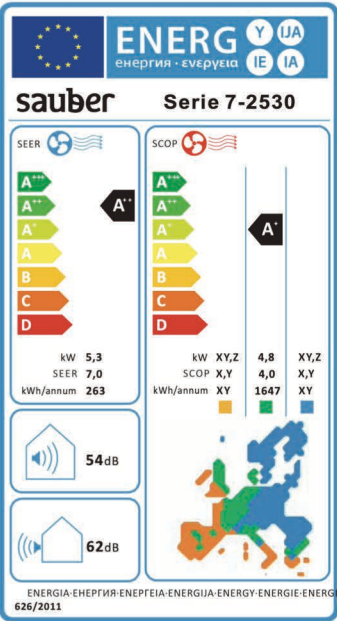 ENERG Y IJA
енергия · ενεργεια IE IA
sauber Serie 7-2530
SEER SCOP
A+++ A+++
A++ A++ A++
A+ A+ A+
A A
B B
C C
D D
kW 5,3 kW XY,Z 4,8 XY,Z
SEER 7,0 SCOP X,Y 4,0 X,Y
kWh/annum 263 kWh/annum XY 1647 XY
54dB
62dB
ENERGIA·ЕНЕРГИЯ·ΕΝΕΡΓΕΙΑ·ENERGIJA·ENERGY·ENERGIE·ENERGI
626/2011